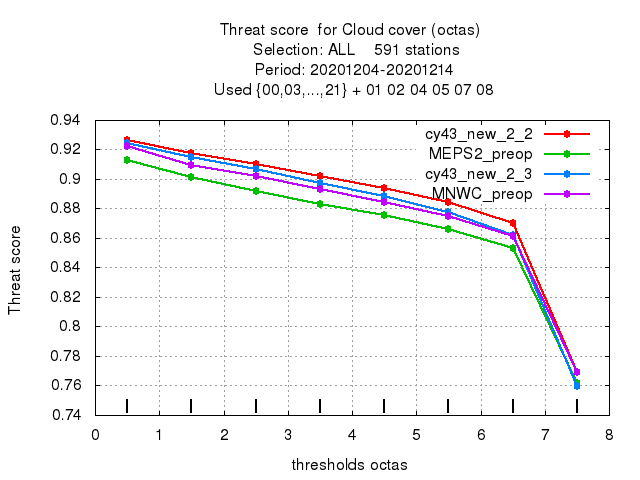 Threat score  for Cloud cover (octas)
Selection: ALL    591 stations
Period: 20201204-20201214
Used {00,03,...,21} + 01 02 04 05 07 08
cy43_new_2_2
MEPS2_preop
cy43_new_2_3
MNWC_preop
Threat score
0.94
0.92
0.9
0.88
0.86
0.84
0.82
0.8
0.78
0.76
0.74
0 1 2 3 4 5 6 7 8
thresholds octas